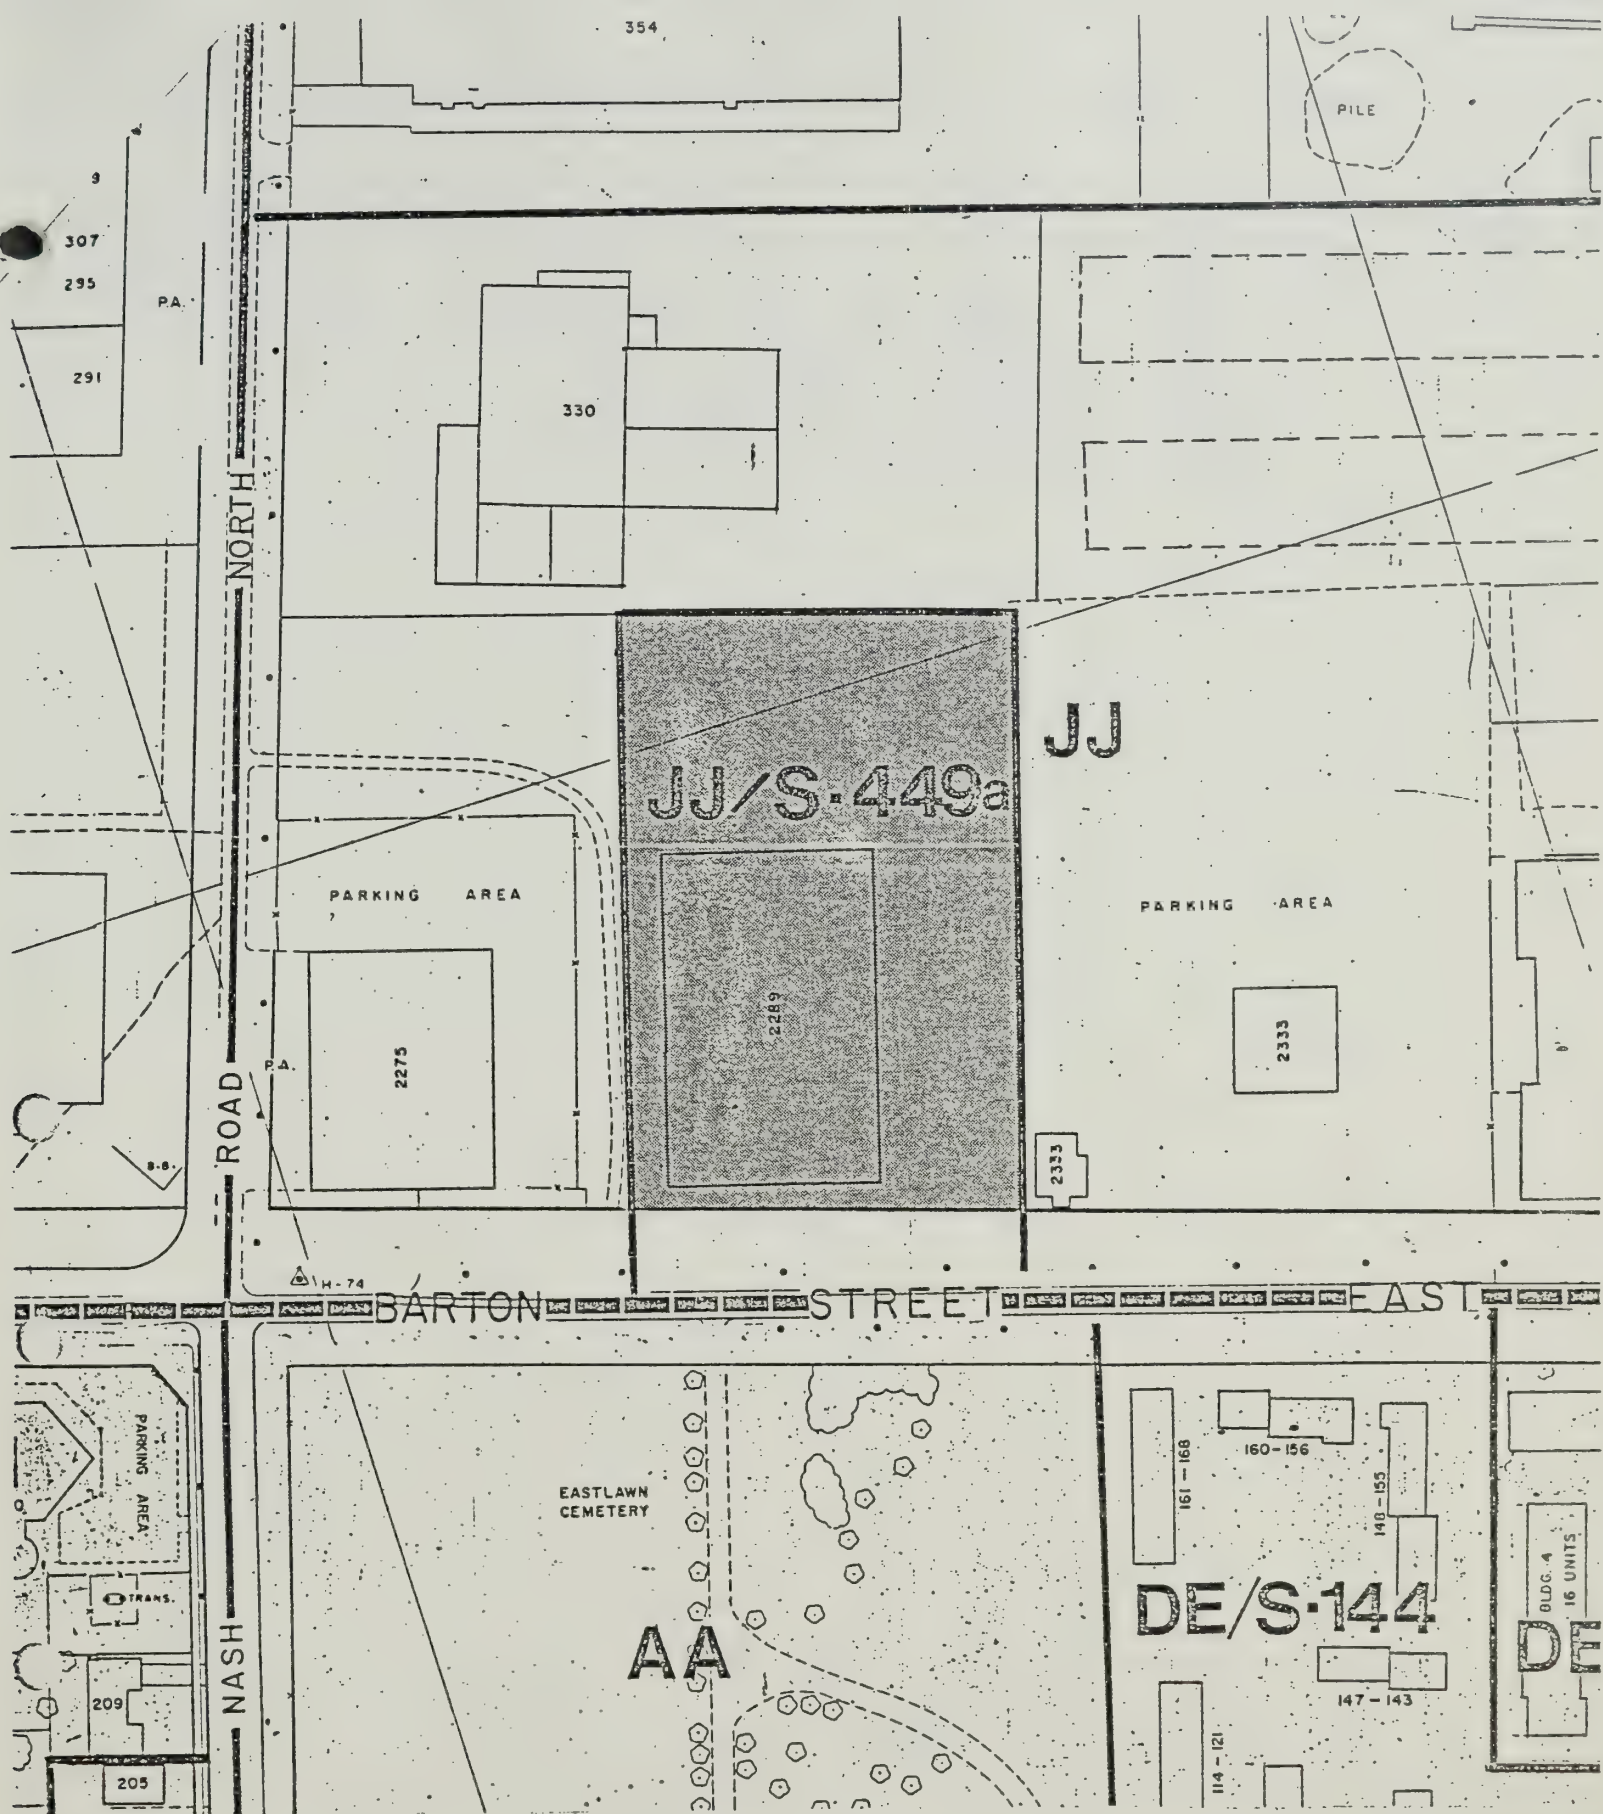 354
PILE
9
307
295
P.A.
291
330
NORTH
JJ
JJ/S·449a
PARKING AREA
PARKING AREA
2289
2333
2275
P.A.
ROAD
2333
B.B.
H-74
BARTON STREET EAST
PARKING AREA
160-156
161-168
148-155
EASTLAWN
CEMETERY
BLDG. 4
16 UNITS
TRANS.
DE/S·144
DE
AA
NASH
209
147-143
114-121
205